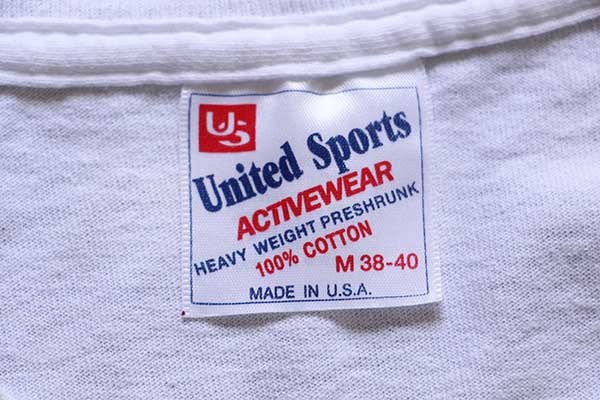 US
United Sports
ACTIVEWEAR
HEAVY WEIGHT PRESHRUNK
100% COTTON
M 38-40
MADE IN U.S.A.